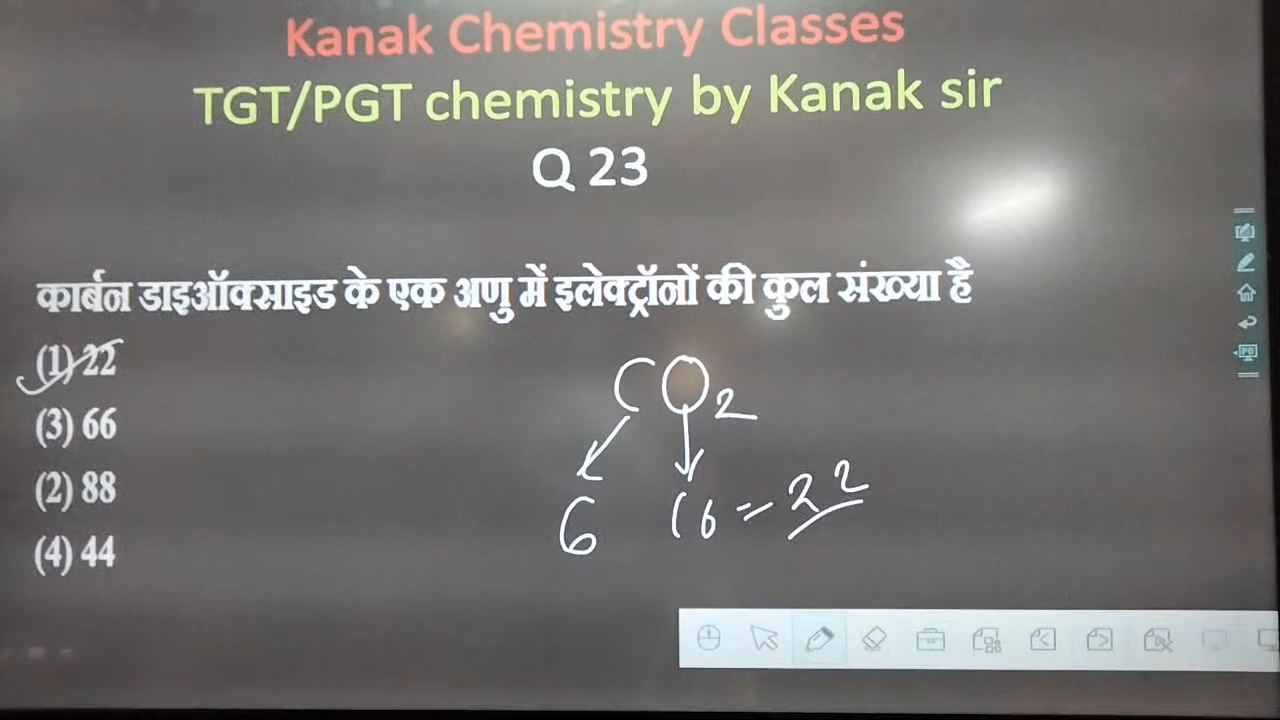 Kanak Chemistry Classes
TGT/PGT chemistry by Kanak sir
Q 23
कार्बन डाइऑक्साइड के एक अणु में इलेक्ट्रॉनों की कुल संख्या है
(1) 22
(3) 66
(2) 88
(4) 44
CO2
6 16 = 22